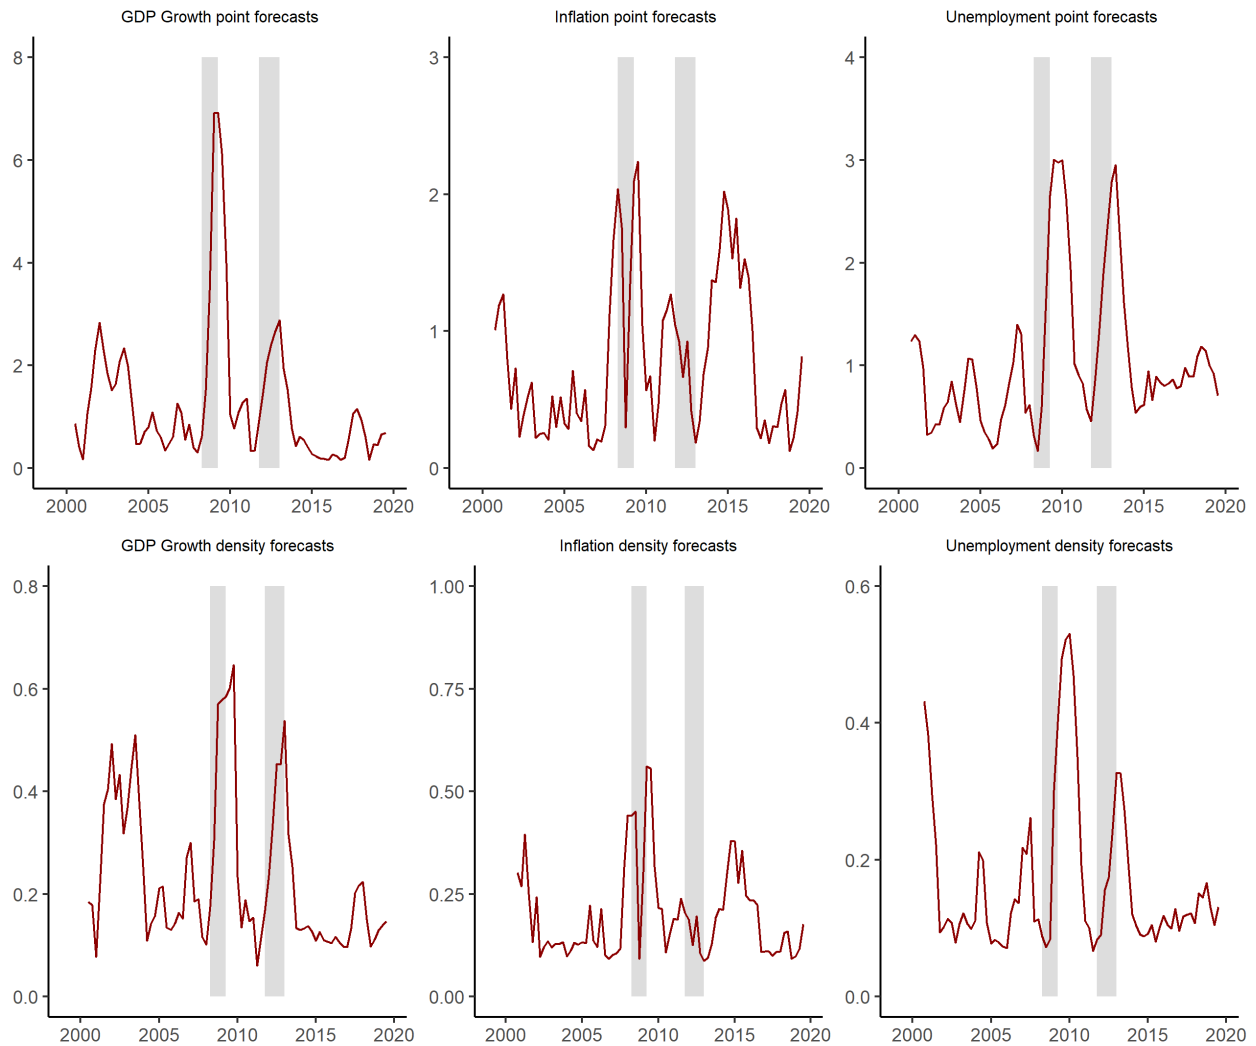 GDP Growth point forecasts
8
6
4
2
0
2000 2005 2010 2015 2020
Inflation point forecasts
3
2
1
0
2000 2005 2010 2015 2020
Unemployment point forecasts
4
3
2
1
0
2000 2005 2010 2015 2020
GDP Growth density forecasts
0.8
0.6
0.4
0.2
0.0
2000 2005 2010 2015 2020
Inflation density forecasts
1.00
0.75
0.50
0.25
0.00
2000 2005 2010 2015 2020
Unemployment density forecasts
0.6
0.4
0.2
0.0
2000 2005 2010 2015 2020